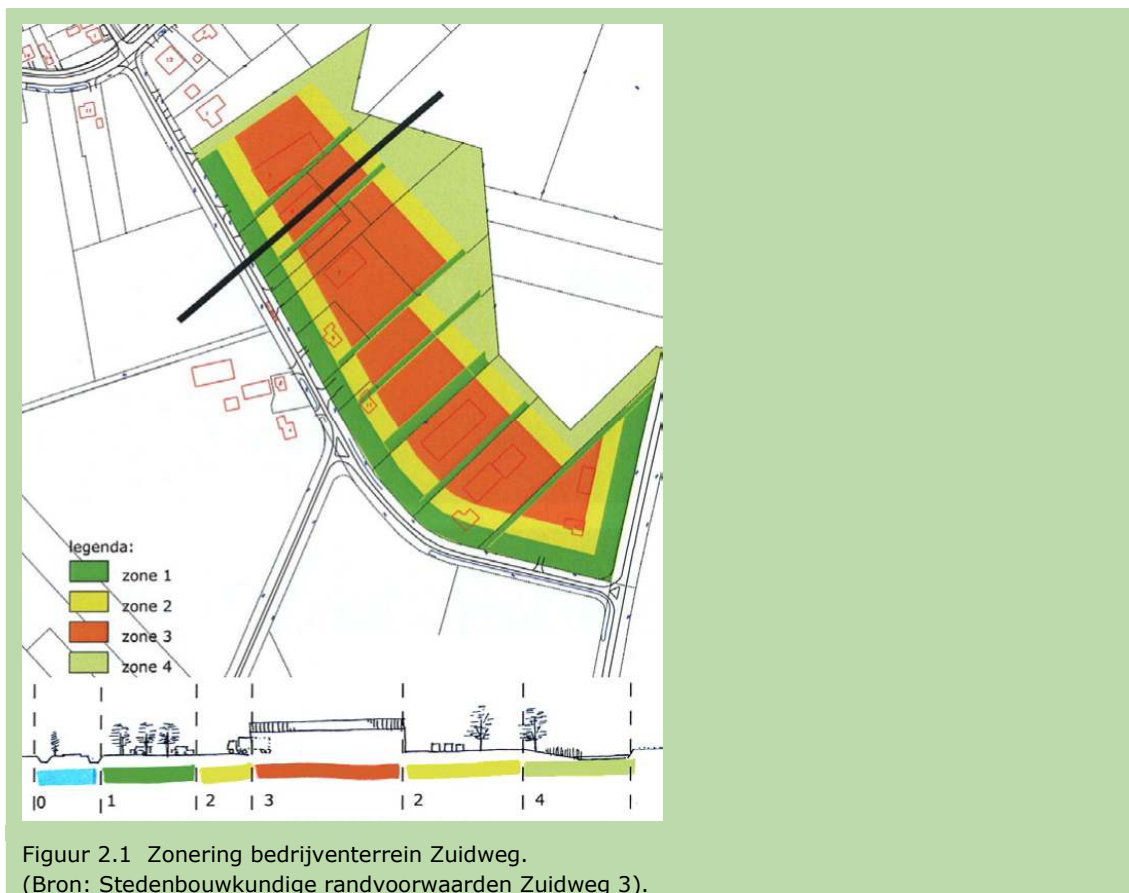 legenda:
zone 1
zone 2
zone 3
zone 4
0 1 2 3 2 4
Figuur 2.1 Zonering bedrijventerrein Zuidweg.
(Bron: Stedenbouwkundige randvoorwaarden Zuidweg 3).